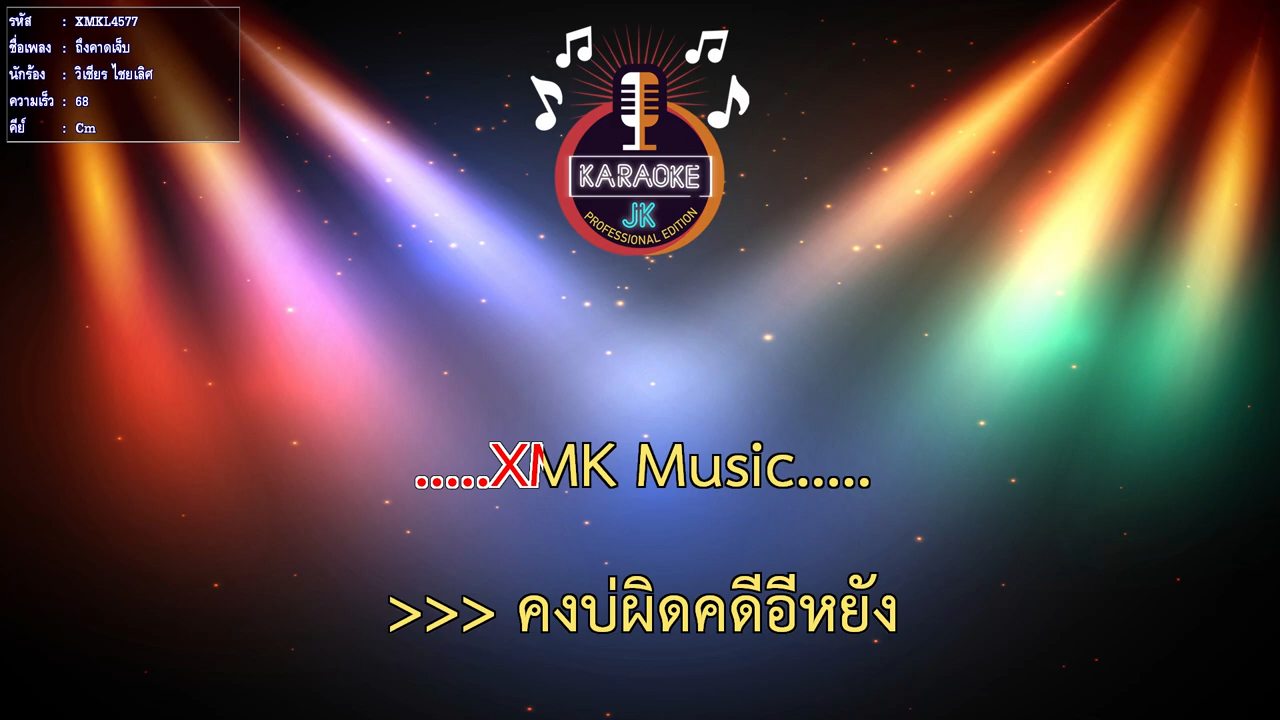 รหัส : XMKL4577
ชื่อเพลง : ถึงคาดเจ็บ
นักร้อง : วิเชียร ไชยเลิศ
ความเร็ว : 68
คีย์ : Cm
KARAOKE
JK
PROFESSIONAL EDITION
.....XMK Music.....
>>> คงบ่ผิดคดีอีหยัง